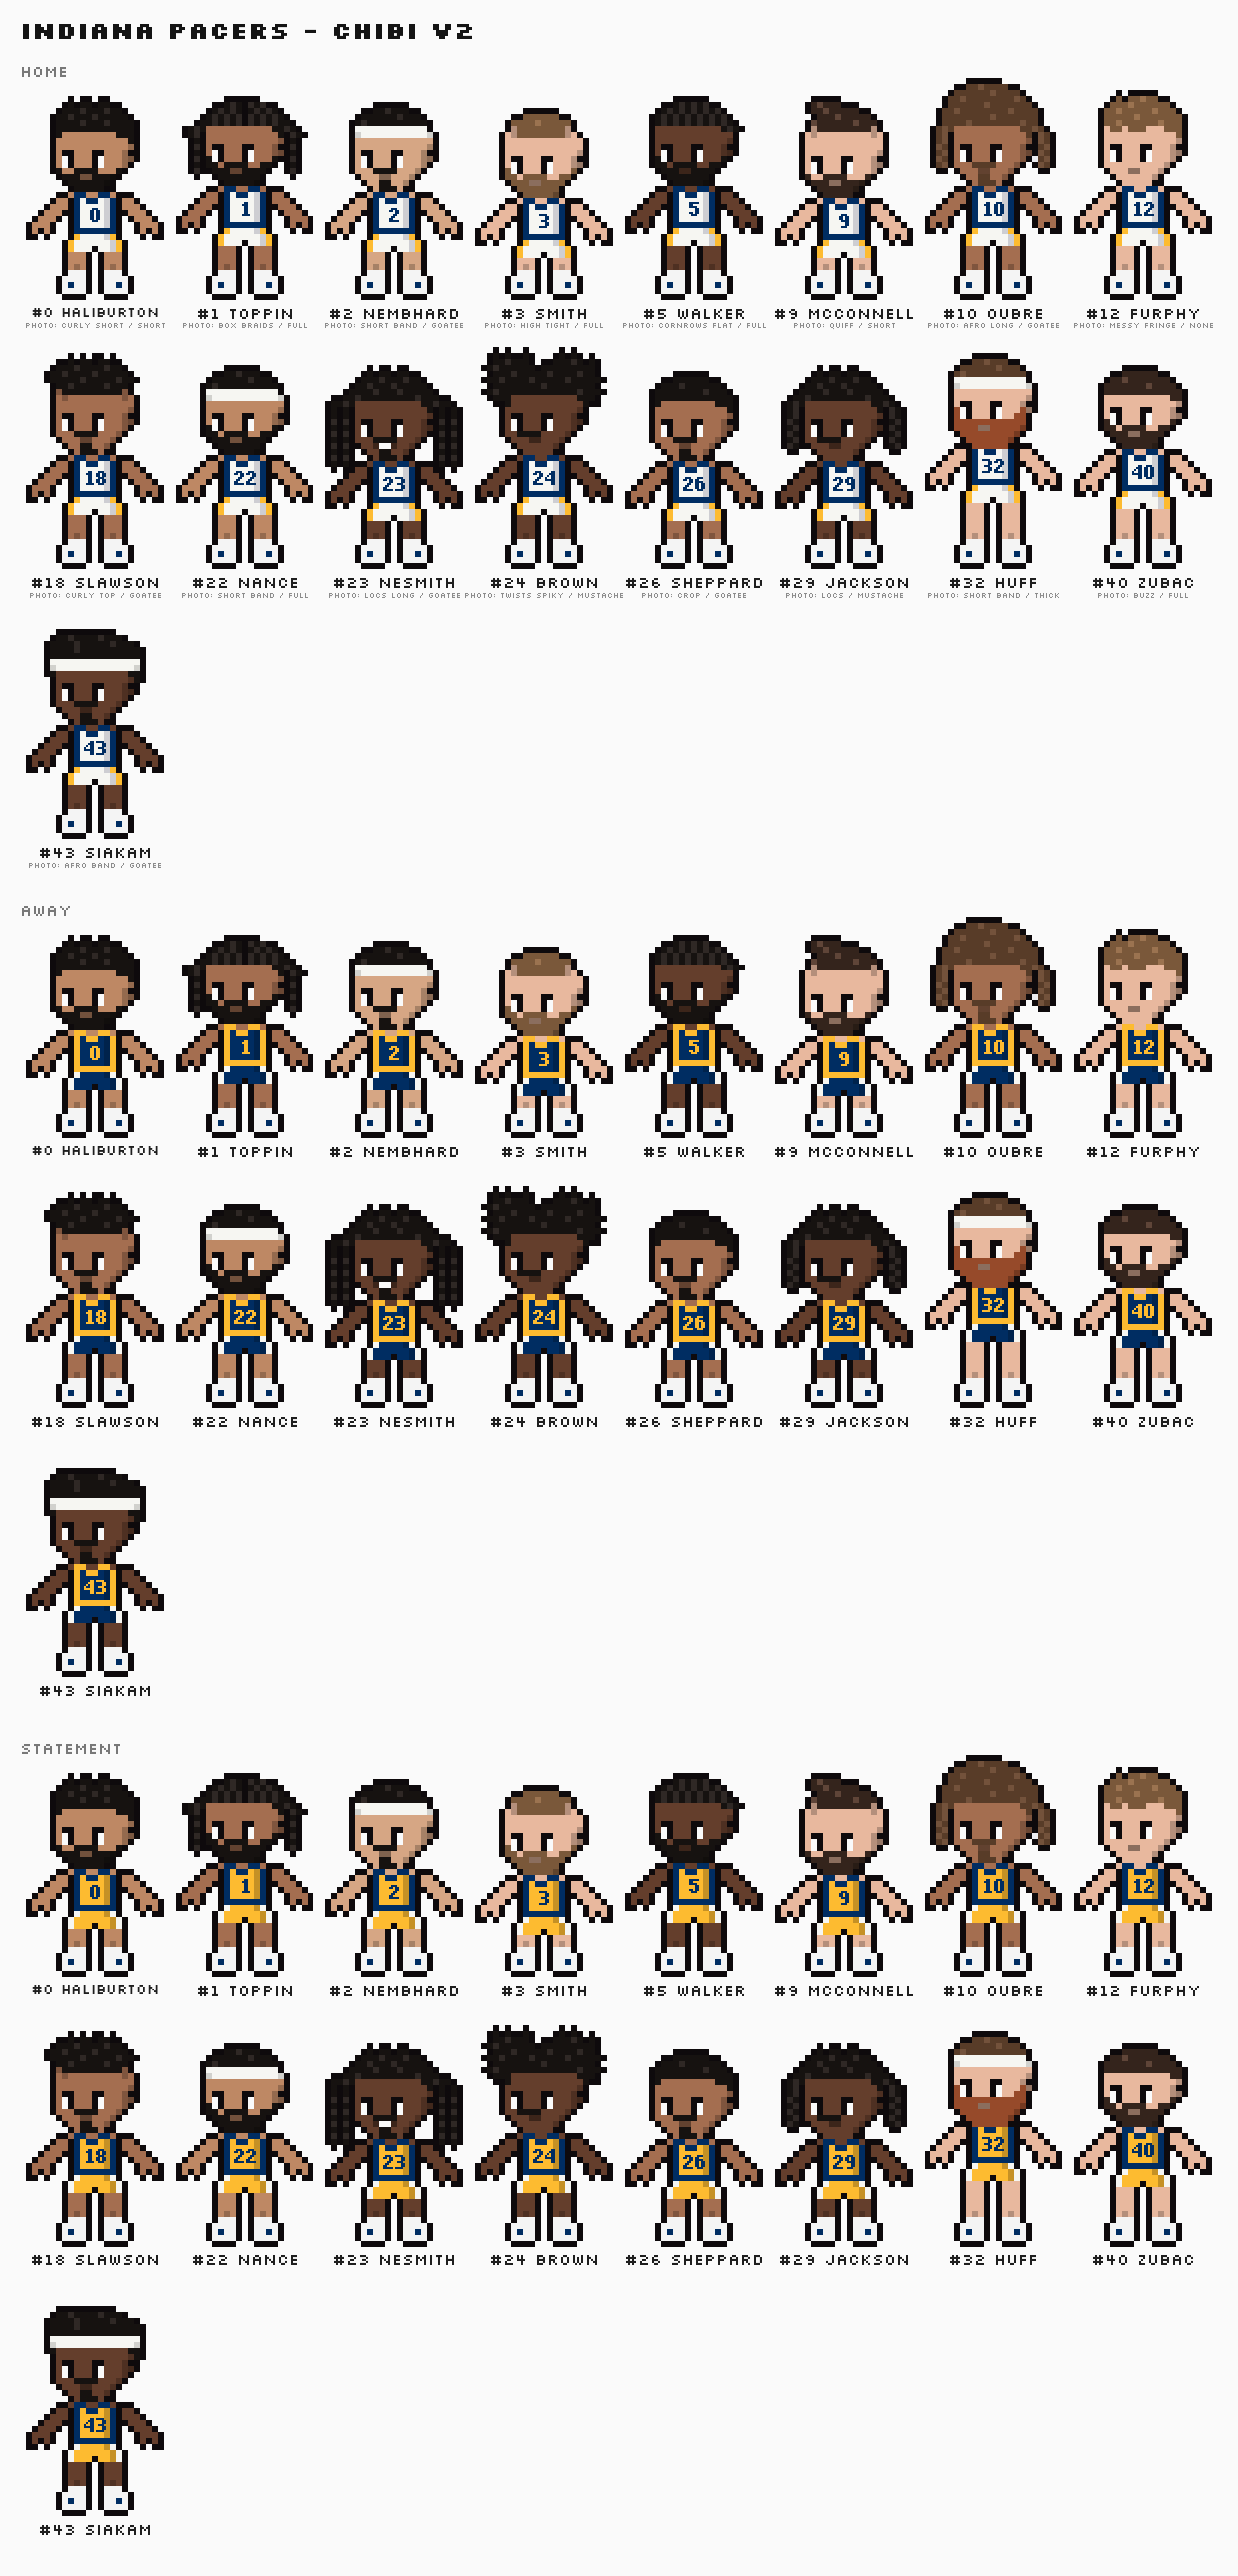 INDIANA PACERS - CHIBI V2
HOME
0 1 2 3 5 9 10 12
#0 HALIBURTON #1 TOPPIN #2 NEMBHARD #3 SMITH #5 WALKER #9 MCCONNELL #10 OUBRE #12 FURPHY
PHOTO: CURLY SHORT / SHORT PHOTO: BOX BRAIDS / FULL PHOTO: SHORT BAND / GOATEE PHOTO: HIGH TIGHT / FULL PHOTO: CORNROWS FLAT / FULL PHOTO: QUIFF / SHORT PHOTO: AFRO LONG / GOATEE PHOTO: MESSY FRINGE / NONE
18 22 23 24 26 29 32 40
#18 SLAWSON #22 NANCE #23 NESMITH #24 BROWN #26 SHEPPARD #29 JACKSON #32 HUFF #40 ZUBAC
PHOTO: CURLY TOP / GOATEE PHOTO: SHORT BAND / FULL PHOTO: LOCS LONG / GOATEE PHOTO: TWISTS SPIKY / MUSTACHE PHOTO: CROP / GOATEE PHOTO: LOCS / MUSTACHE PHOTO: SHORT BAND / THICK PHOTO: BUZZ / FULL
43
#43 SIAKAM
PHOTO: AFRO BAND / GOATEE
AWAY
0 1 2 3 5 9 10 12
#0 HALIBURTON #1 TOPPIN #2 NEMBHARD #3 SMITH #5 WALKER #9 MCCONNELL #10 OUBRE #12 FURPHY
18 22 23 24 26 29 32 40
#18 SLAWSON #22 NANCE #23 NESMITH #24 BROWN #26 SHEPPARD #29 JACKSON #32 HUFF #40 ZUBAC
43
#43 SIAKAM
STATEMENT
0 1 2 3 5 9 10 12
#0 HALIBURTON #1 TOPPIN #2 NEMBHARD #3 SMITH #5 WALKER #9 MCCONNELL #10 OUBRE #12 FURPHY
18 22 23 24 26 29 32 40
#18 SLAWSON #22 NANCE #23 NESMITH #24 BROWN #26 SHEPPARD #29 JACKSON #32 HUFF #40 ZUBAC
43
#43 SIAKAM